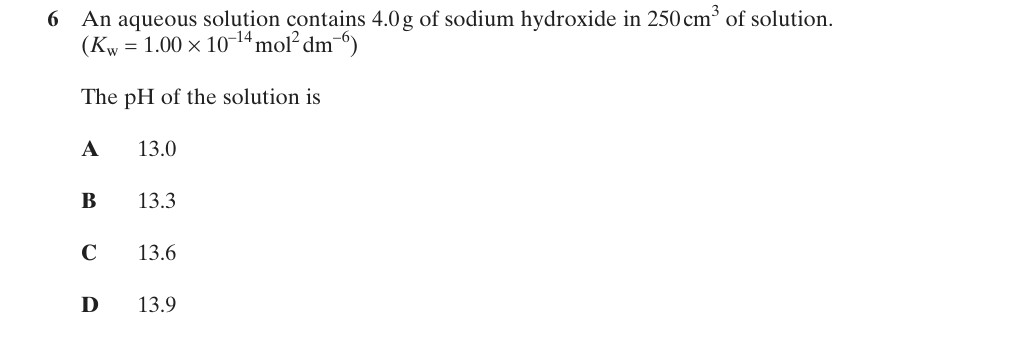 6 An aqueous solution contains 4.0 g of sodium hydroxide in 250 cm³ of solution.
(K_w = 1.00 × 10⁻¹⁴ mol² dm⁻⁶)
The pH of the solution is
A 13.0
B 13.3
C 13.6
D 13.9